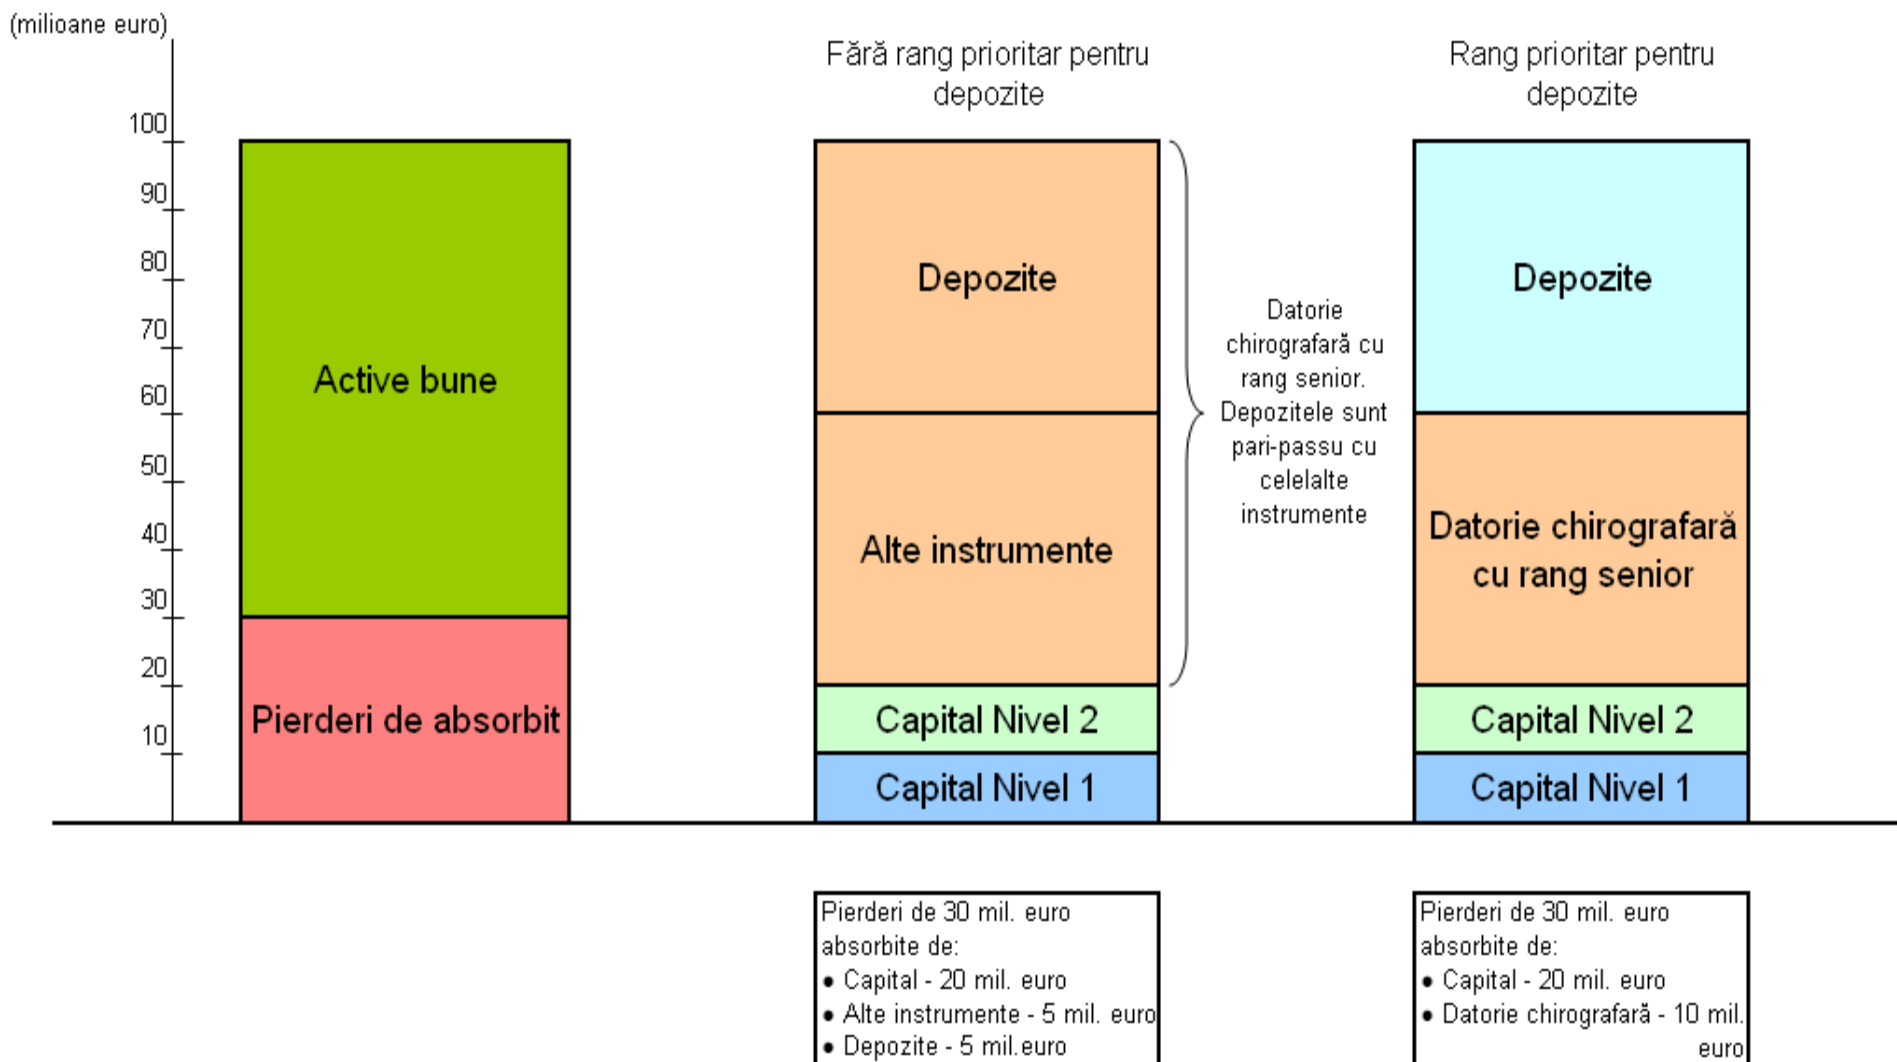 (milioane euro)
100
90
80
70
60
50
40
30
20
10
Active bune
Pierderi de absorbit
Fără rang prioritar pentru
depozite
Depozite
Alte instrumente
Capital Nivel 2
Capital Nivel 1
Datorie
chirografară cu
rang senior.
Depozitele sunt
pari-passu cu
celelalte
instrumente
Rang prioritar pentru
depozite
Depozite
Datorie chirografară
cu rang senior
Capital Nivel 2
Capital Nivel 1
Pierderi de 30 mil. euro
absorbite de:
• Capital - 20 mil. euro
• Alte instrumente - 5 mil. euro
• Depozite - 5 mil.euro
Pierderi de 30 mil. euro
absorbite de:
• Capital - 20 mil. euro
• Datorie chirografară - 10 mil.
euro